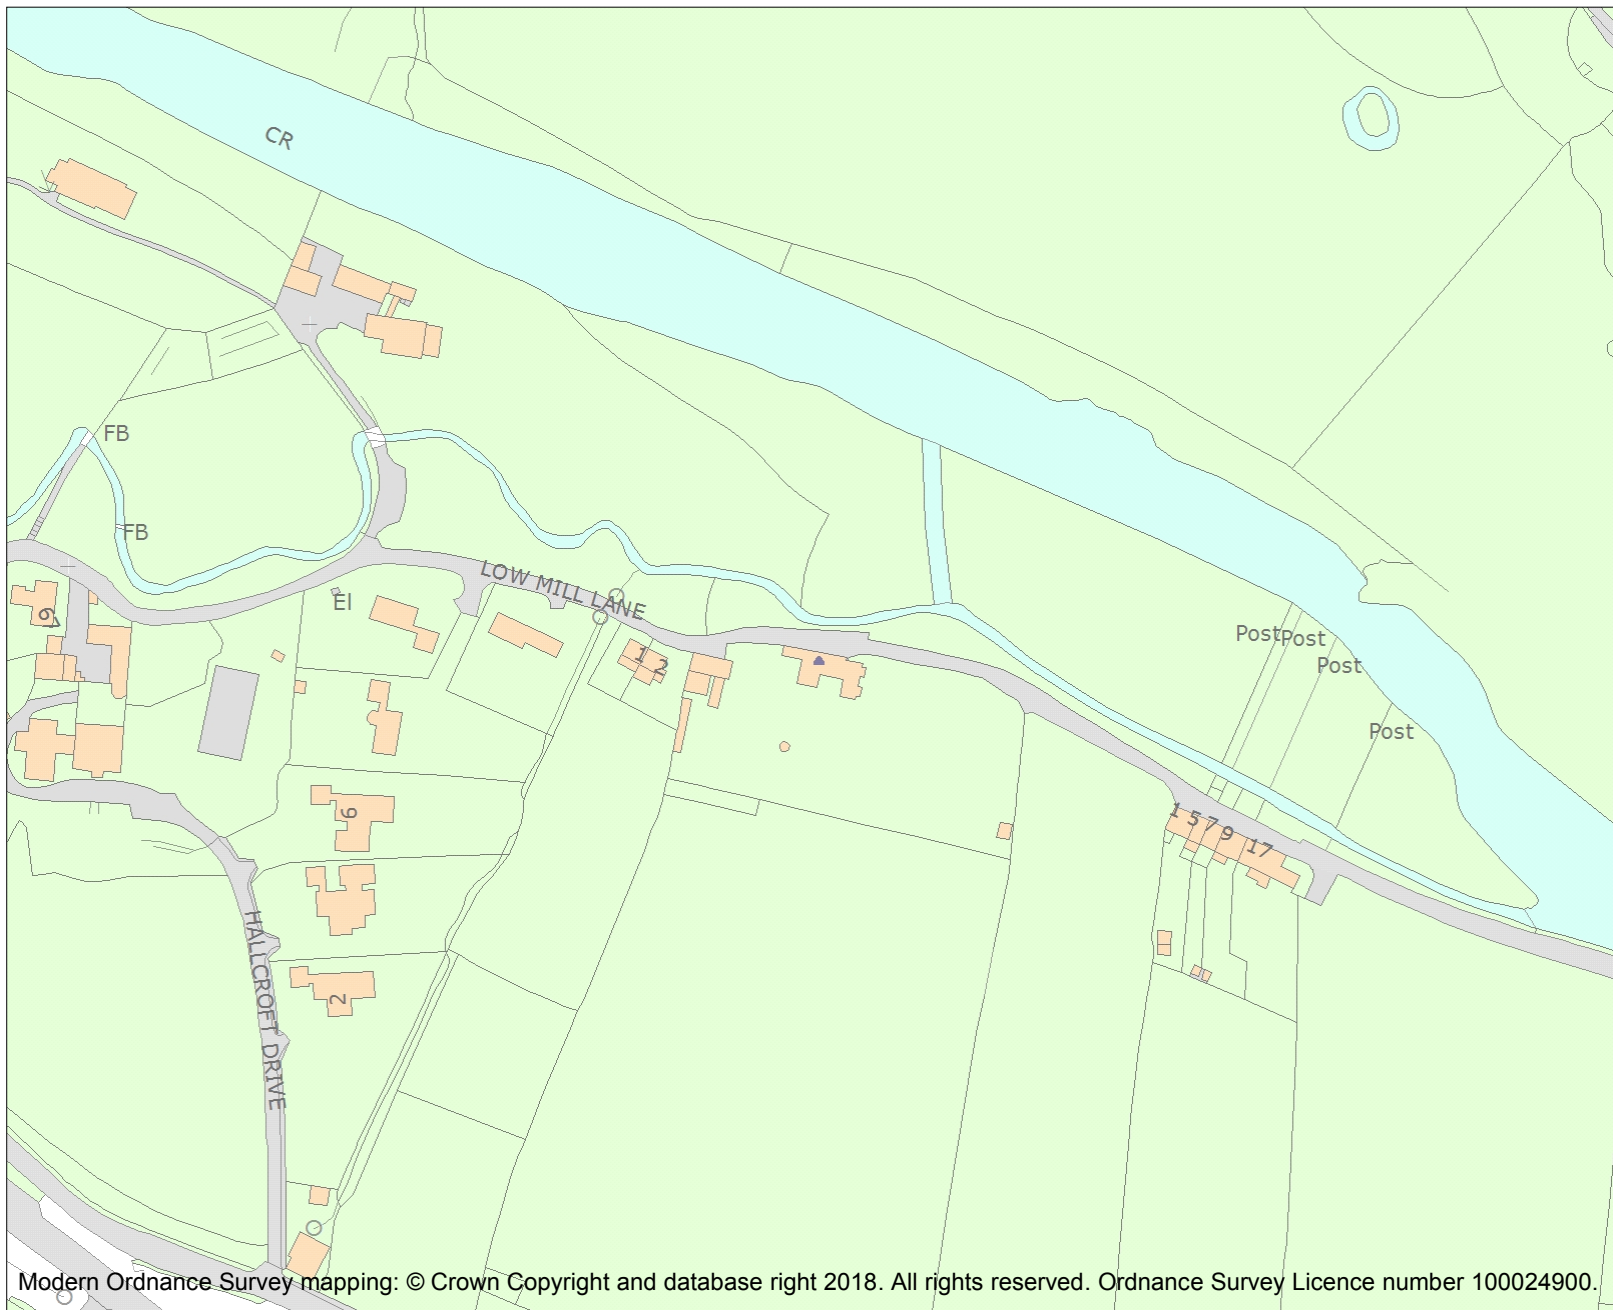 CR
FB
FB
LOW MILL LANE
El
67
1 2
Post
Post
Post
Post
1 5 7 9 17
6
2
HALLCROFT DRIVE
Modern Ordnance Survey mapping: © Crown Copyright and database right 2018. All rights reserved. Ordnance Survey Licence number 100024900.